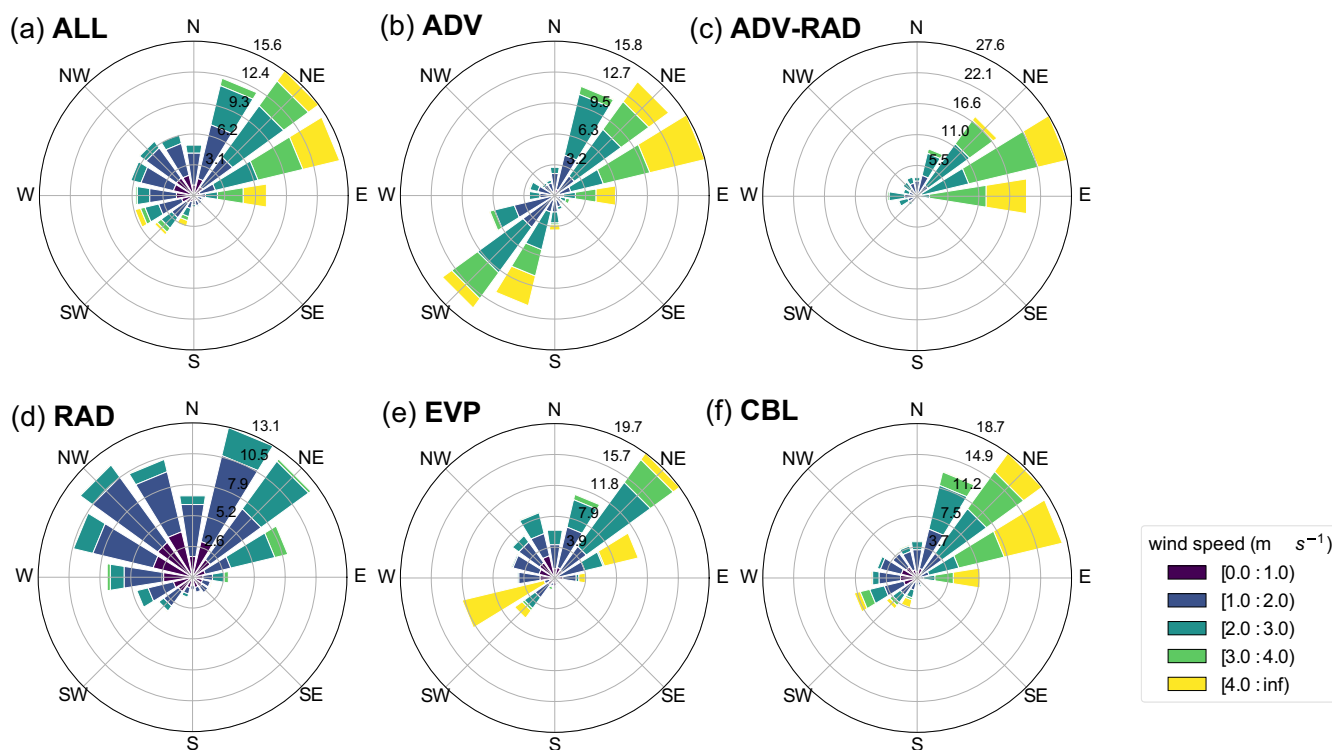 (a) ALL
N
15.6
12.4
9.3
6.2
3.1
NW
NE
W
E
SW
SE
S
(b) ADV
N
15.8
12.7
9.5
6.3
3.2
NW
NE
W
E
SW
SE
S
(c) ADV-RAD
N
27.6
22.1
16.6
11.0
5.5
NW
NE
W
E
SW
SE
S
(d) RAD
N
13.1
10.5
7.9
5.2
2.6
NW
NE
W
E
SW
SE
S
(e) EVP
N
19.7
15.7
11.8
7.9
3.9
NW
NE
W
E
SW
SE
S
(f) CBL
N
18.7
14.9
11.2
7.5
3.7
NW
NE
W
E
SW
SE
S
wind speed (m s⁻¹)
[0.0 : 1.0)
[1.0 : 2.0)
[2.0 : 3.0)
[3.0 : 4.0)
[4.0 : inf)